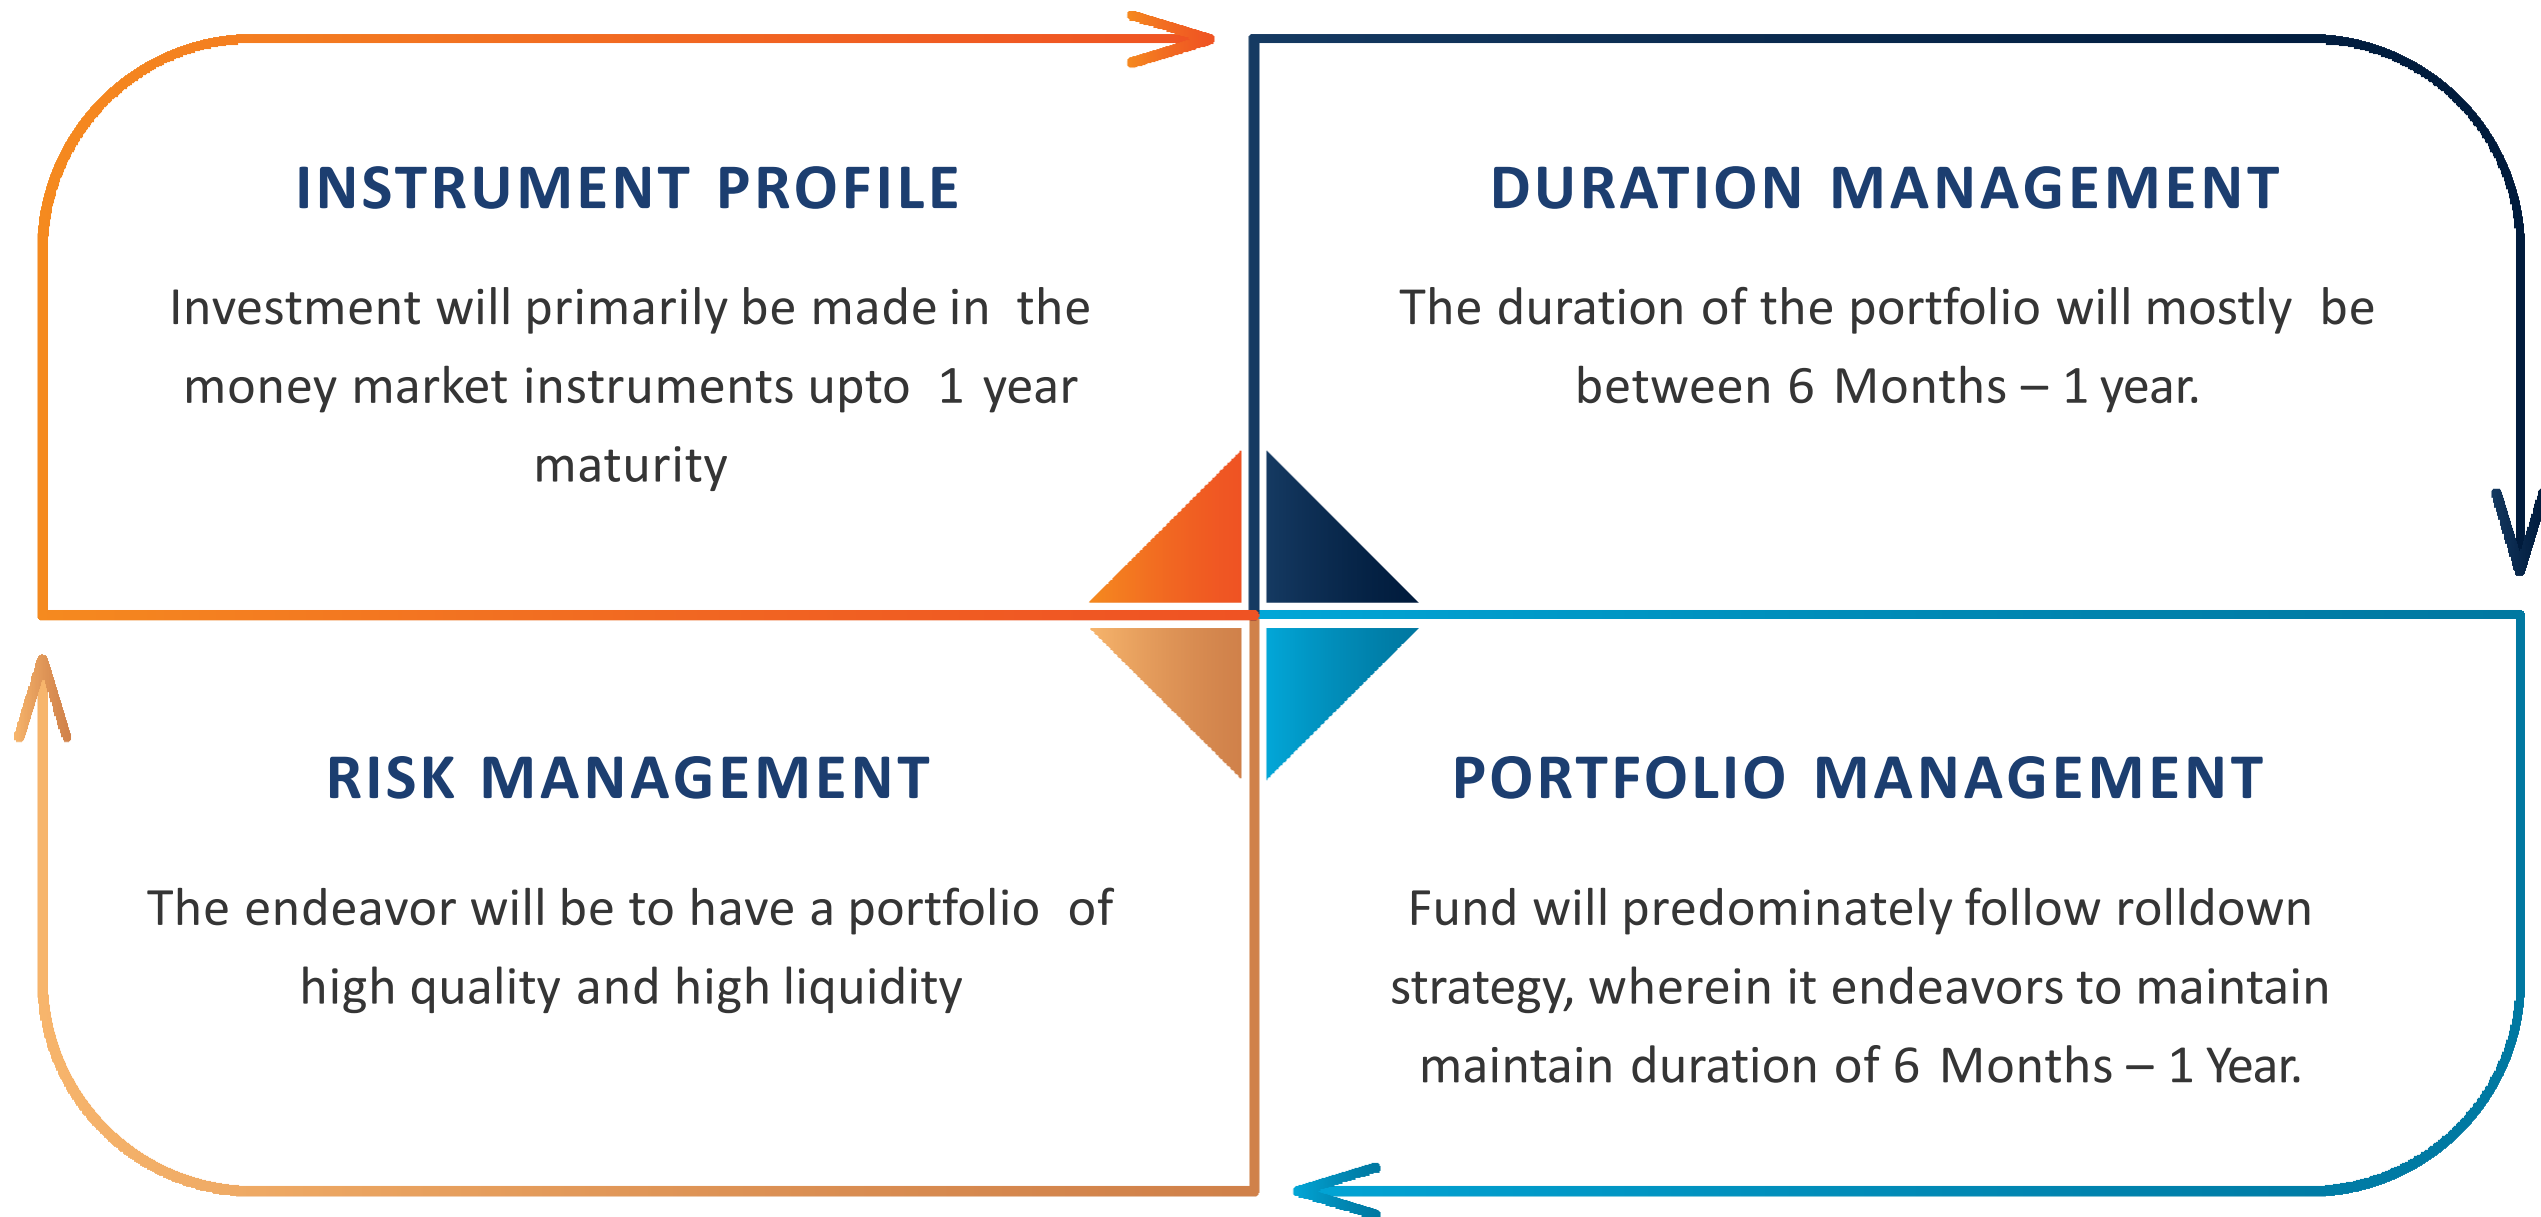 INSTRUMENT PROFILE
Investment will primarily be made in the
money market instruments upto 1 year
maturity
DURATION MANAGEMENT
The duration of the portfolio will mostly be
between 6 Months – 1 year.
RISK MANAGEMENT
The endeavor will be to have a portfolio of
high quality and high liquidity
PORTFOLIO MANAGEMENT
Fund will predominately follow rolldown
strategy, wherein it endeavors to maintain
maintain duration of 6 Months – 1 Year.